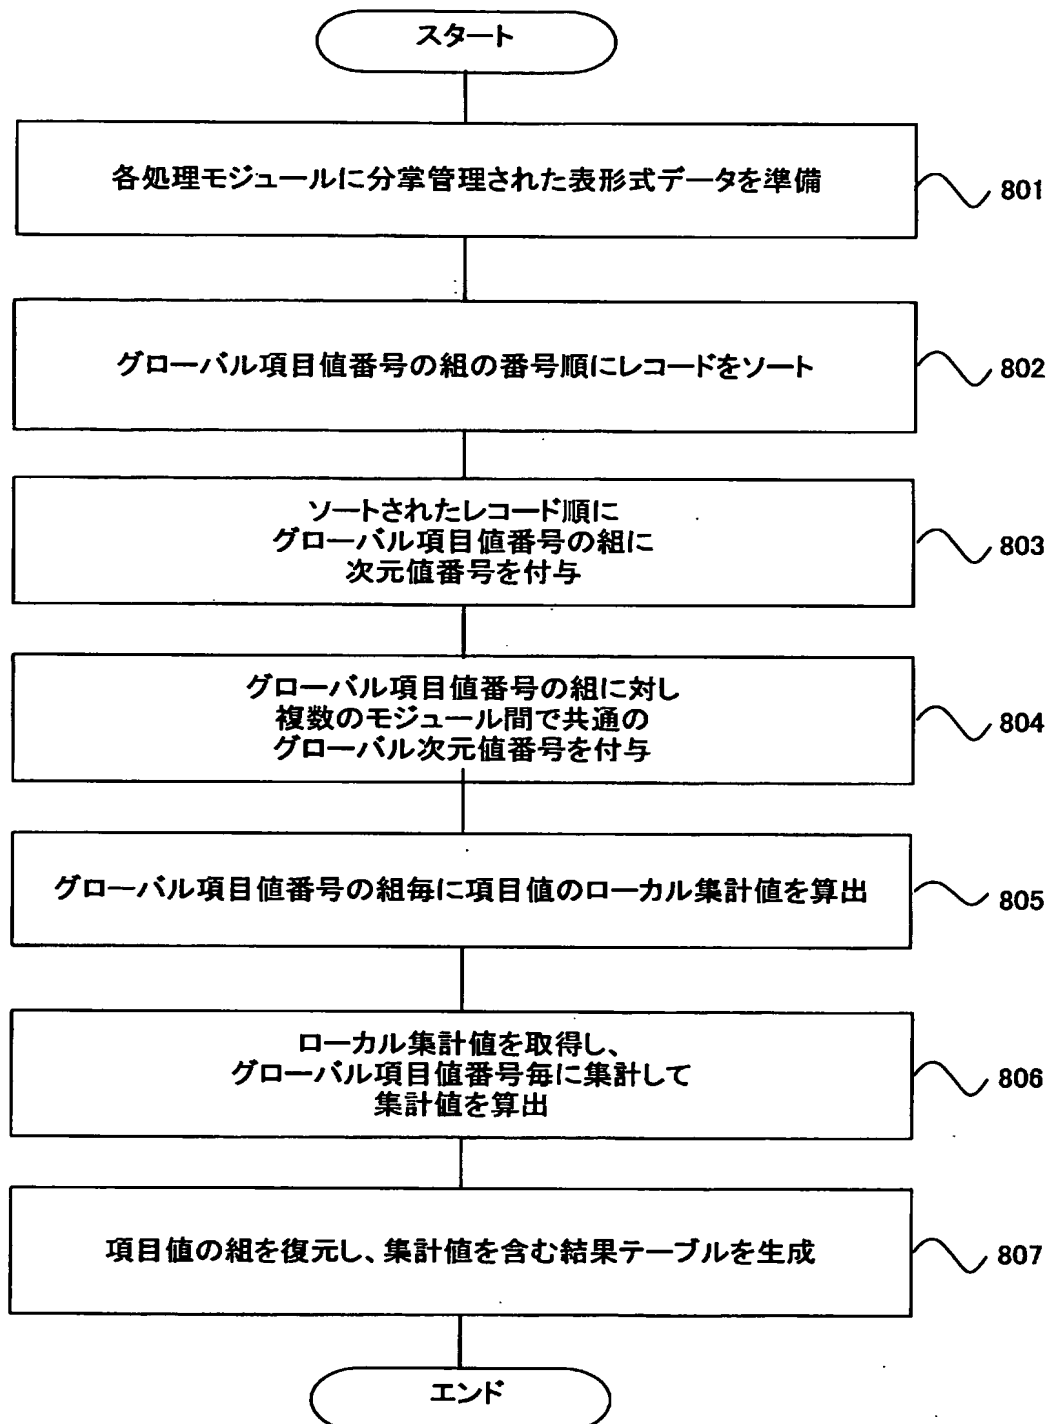 スタート
各処理モジュールに分掌管理された表形式データを準備
801
グローバル項目値番号の組の番号順にレコードをソート
802
ソートされたレコード順に
グローバル項目値番号の組に
次元値番号を付与
803
グローバル項目値番号の組に対し
複数のモジュール間で共通の
グローバル次元値番号を付与
804
グローバル項目値番号の組毎に項目値のローカル集計値を算出
805
ローカル集計値を取得し、
グローバル項目値番号毎に集計して
集計値を算出
806
項目値の組を復元し、集計値を含む結果テーブルを生成
807
エンド